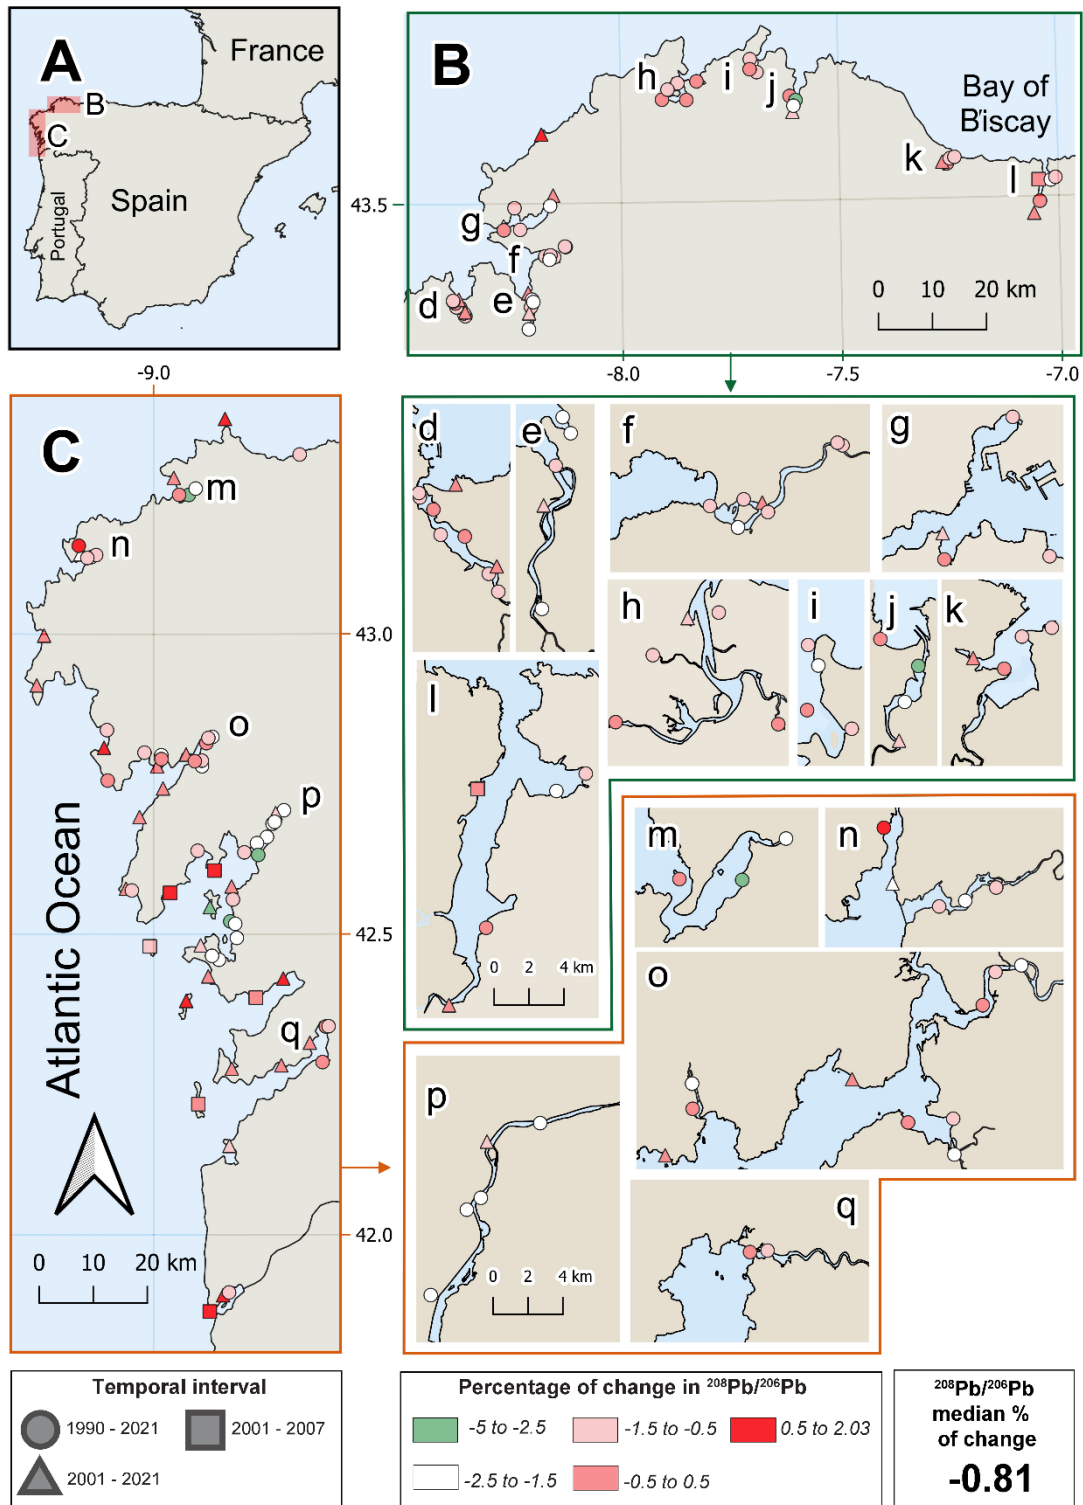 A
France
B
C
Portugal
Spain
B
h
i
j
Bay of
Biscay
k
l
43.5
g
f
d
e
0 10 20 km
-8.0
-7.5
-7.0
-9.0
C
m
n
43.0
o
p
Atlantic Ocean
42.5
q
42.0
0 10 20 km
d
e
f
g
h
i
j
k
l
0 2 4 km
m
n
o
p
0 2 4 km
q
Temporal interval
1990 - 2021
2001 - 2007
2001 - 2021
Percentage of change in ²⁰⁸Pb/²⁰⁶Pb
-5 to -2.5
-1.5 to -0.5
0.5 to 2.03
-2.5 to -1.5
-0.5 to 0.5
²⁰⁸Pb/²⁰⁶Pb
median %
of change
-0.81